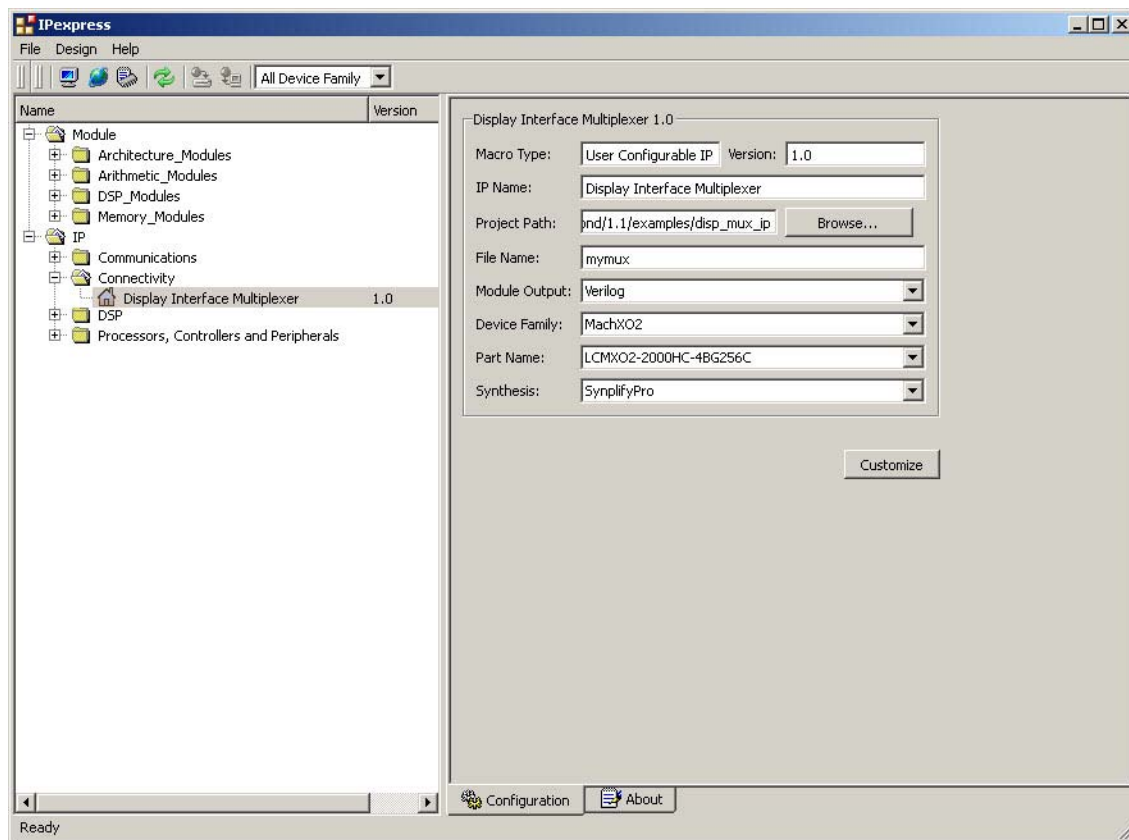 IPexpress
File Design Help
All Device Family
Name Version
Module
Architecture_Modules
Arithmetic_Modules
DSP_Modules
Memory_Modules
IP
Communications
Connectivity
Display Interface Multiplexer 1.0
DSP
Processors, Controllers and Peripherals
Display Interface Multiplexer 1.0
Macro Type: User Configurable IP Version: 1.0
IP Name: Display Interface Multiplexer
Project Path: ond/1.1/examples/disp_mux_ip Browse...
File Name: mymux
Module Output: Verilog
Device Family: MachXO2
Part Name: LCMXO2-2000HC-4BG256C
Synthesis: SynplifyPro
Customize
Configuration About
Ready